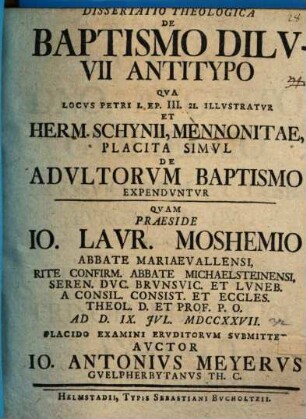 DISSERTATIO THEOLOGICA
DE
BAPTISMO DILV-
VII ANTITYPO
QVA
LOCVS PETRI I. EP. III. 21. ILLVSTRATVR
ET
HERM. SCHYNII, MENNONITAE,
PLACITA SIMVL
DE
ADVLTORVM BAPTISMO
EXPENDVNTVR
QVAM
PRAESIDE
IO. LAVR. MOSHEMIO
ABBATE MARIAEVALLENSI,
RITE CONFIRM. ABBATE MICHAELSTEINENSI,
SEREN. DVC. BRVNSVIC. ET LVNEB.
A CONSIL. CONSIST. ET ECCLES.
THEOL. D. ET PROF. P. O.
AD D. IX. JVL. MDCCXXVII.
PLACIDO EXAMINI ERVDITORVM SVBMITTE
AVCTOR
IO. ANTONIVS MEYERVS
GVELPHERBYTANVS TH. C.
HELMSTADII, TYPIS SEBASTIANI BVCHOLTZII.